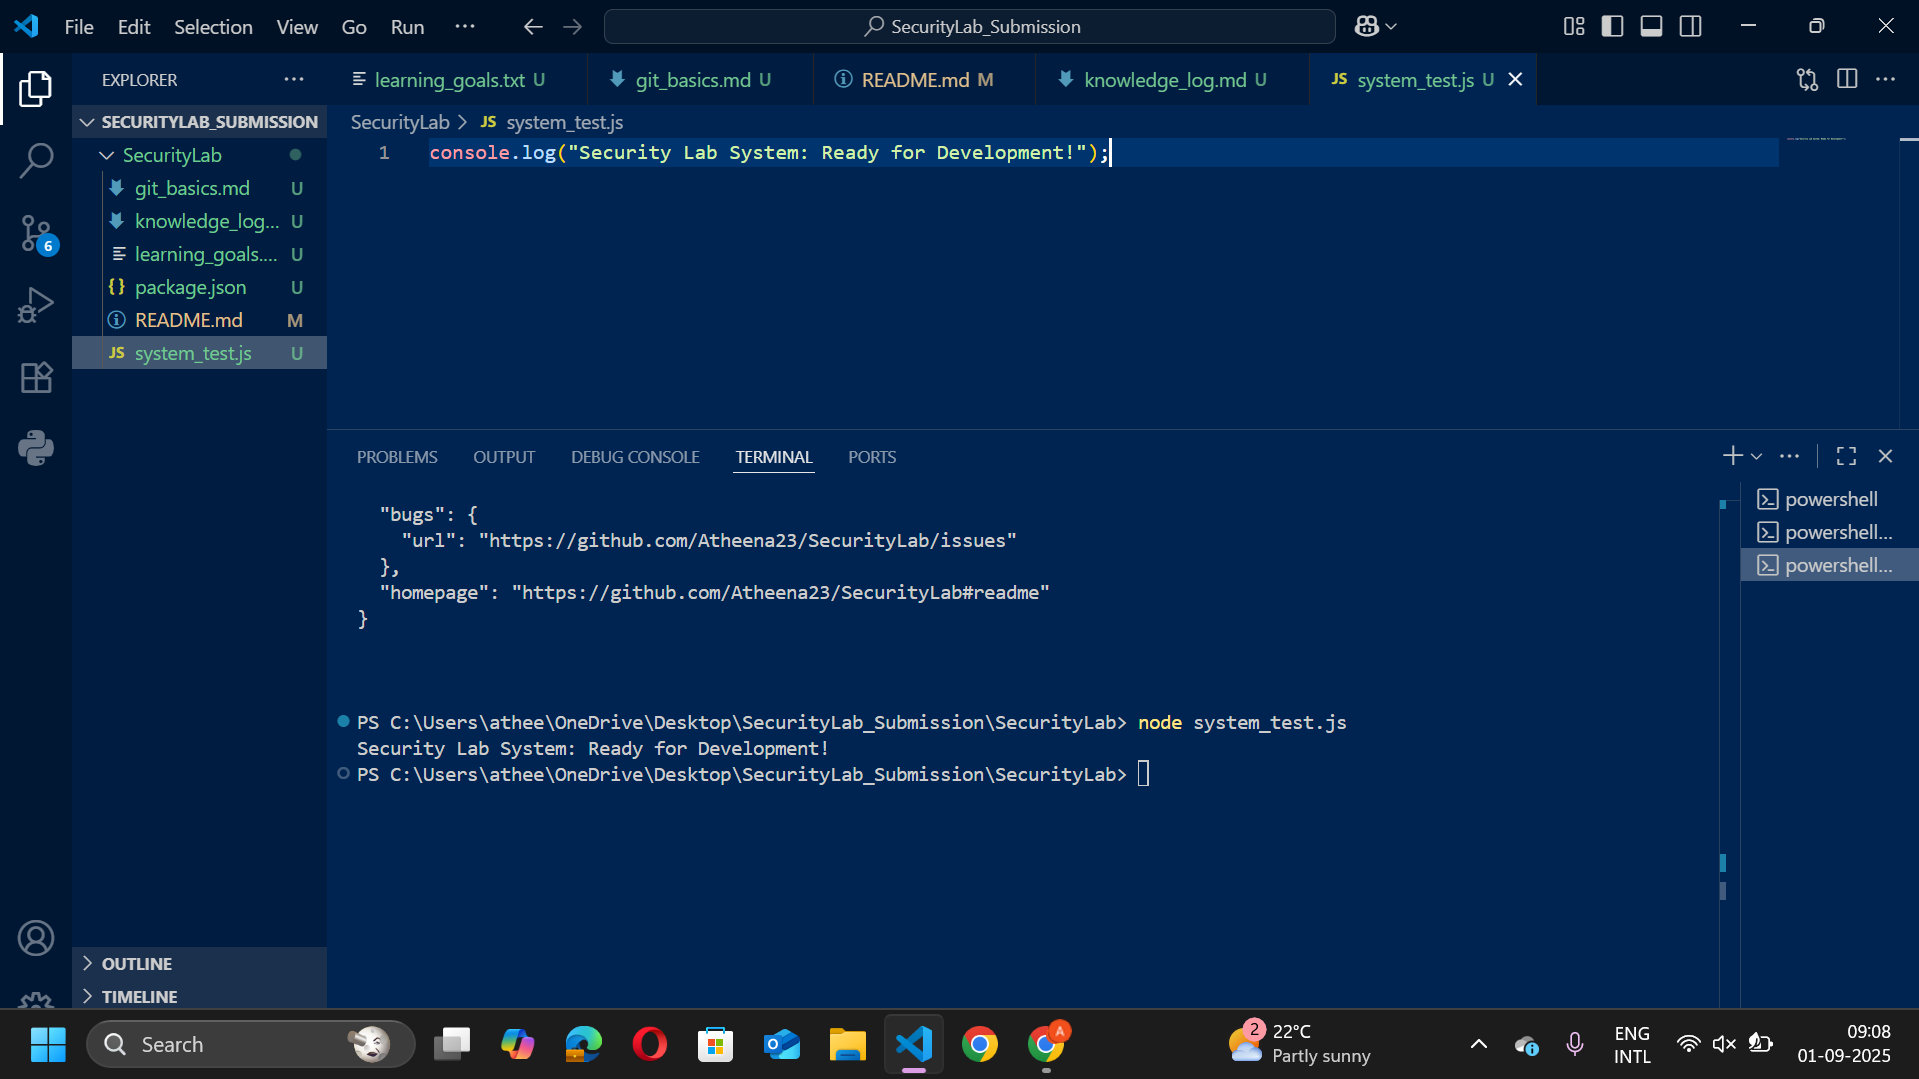 File Edit Selection View Go Run ···
SecurityLab_Submission
EXPLORER ···
learning_goals.txt U
git_basics.md U
README.md M
knowledge_log.md U
JS system_test.js U
SECURITYLAB_SUBMISSION
SecurityLab
git_basics.md U
knowledge_log... U
learning_goals.... U
{} package.json U
README.md M
JS system_test.js U
6
SecurityLab > JS system_test.js
1 console.log("Security Lab System: Ready for Development!");
PROBLEMS OUTPUT DEBUG CONSOLE TERMINAL PORTS
"bugs": {
"url": "https://github.com/Atheena23/SecurityLab/issues"
},
"homepage": "https://github.com/Atheena23/SecurityLab#readme"
}
PS C:\Users\athee\OneDrive\Desktop\SecurityLab_Submission\SecurityLab> node system_test.js
Security Lab System: Ready for Development!
PS C:\Users\athee\OneDrive\Desktop\SecurityLab_Submission\SecurityLab>
powershell
powershell...
powershell...
OUTLINE
TIMELINE
Search
A
2
22°C
Partly sunny
ENG
INTL
09:08
01-09-2025